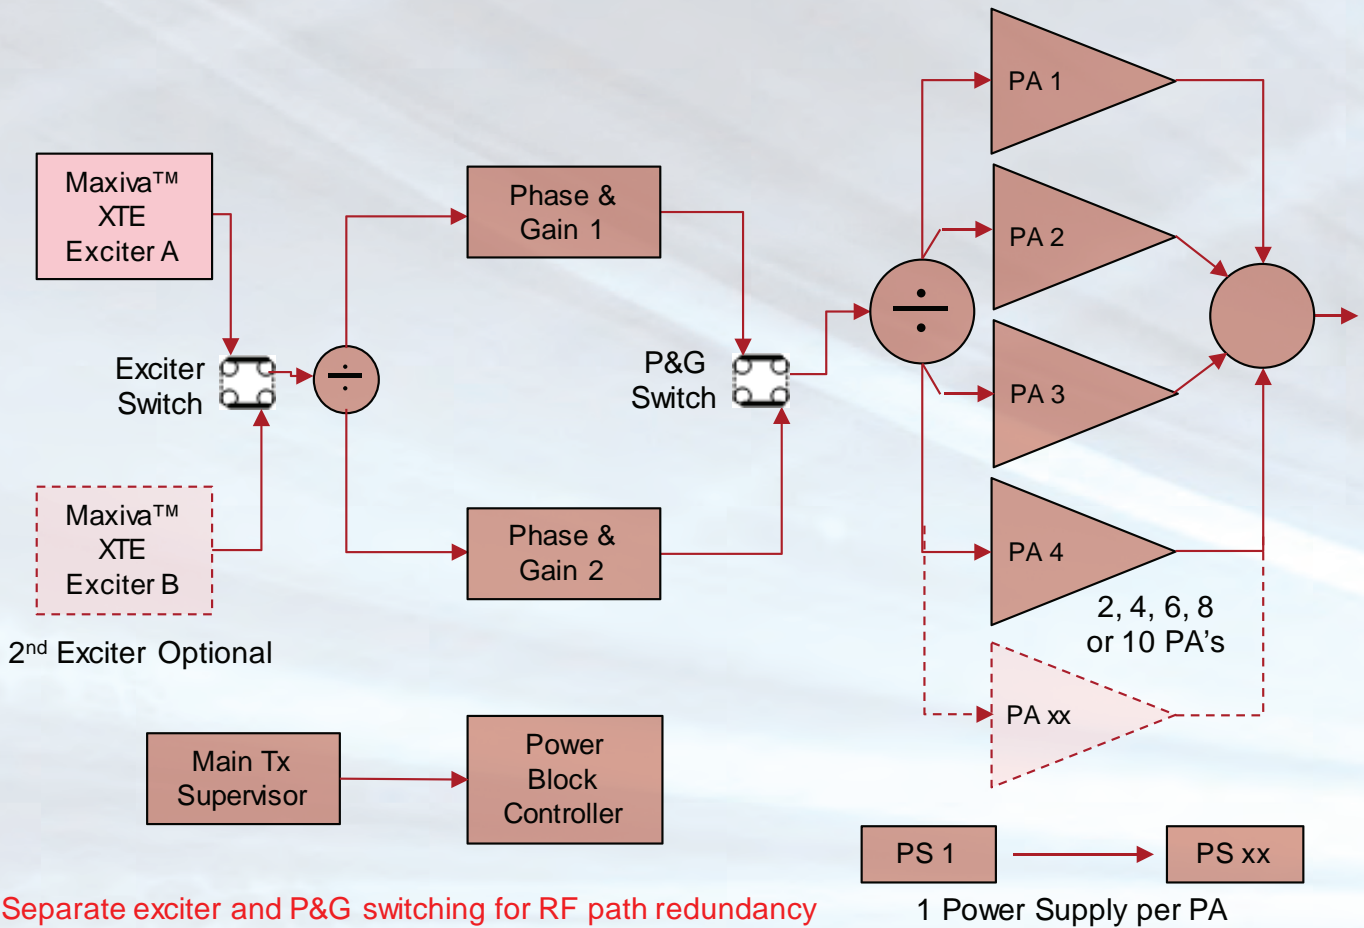 Maxiva™
XTE
Exciter A
Exciter
Switch
Maxiva™
XTE
Exciter B
2nd Exciter Optional
÷
Phase &
Gain 1
Phase &
Gain 2
P&G
Switch
÷
PA 1
PA 2
PA 3
PA 4
2, 4, 6, 8
or 10 PA's
PA xx
Main Tx
Supervisor
Power
Block
Controller
PS 1
PS xx
Separate exciter and P&G switching for RF path redundancy
1 Power Supply per PA